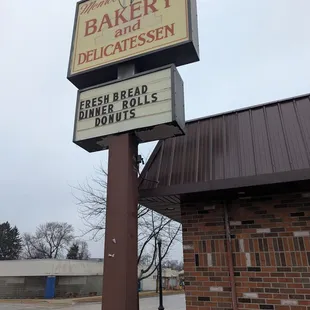 BAKERY
and
DELICATESSEN
FRESH BREAD
DINNER ROLLS
DONUTS